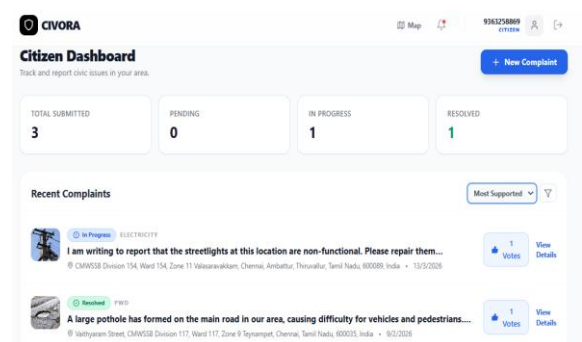 CIVORA
Map
9363258869
CITIZEN
Citizen Dashboard
Track and report civic issues in your area.
+ New Complaint
TOTAL SUBMITTED
3
PENDING
0
IN PROGRESS
1
RESOLVED
1
Recent Complaints
Most Supported
In Progress ELECTRICITY
I am writing to report that the streetlights at this location are non-functional. Please repair them...
CMWSSB Division 154, Ward 154, Zone 11 Valasaravakkam, Chennai, Ambattur, Thiruvallur, Tamil Nadu, 600089, India • 13/3/2026
1
Votes
View
Details
Resolved PWD
A large pothole has formed on the main road in our area, causing difficulty for vehicles and pedestrians....
Vaithyaram Street, CMWSSB Division 117, Ward 117, Zone 9 Teynampet, Chennai, Tamil Nadu, 600035, India • 9/2/2026
1
Votes
View
Details